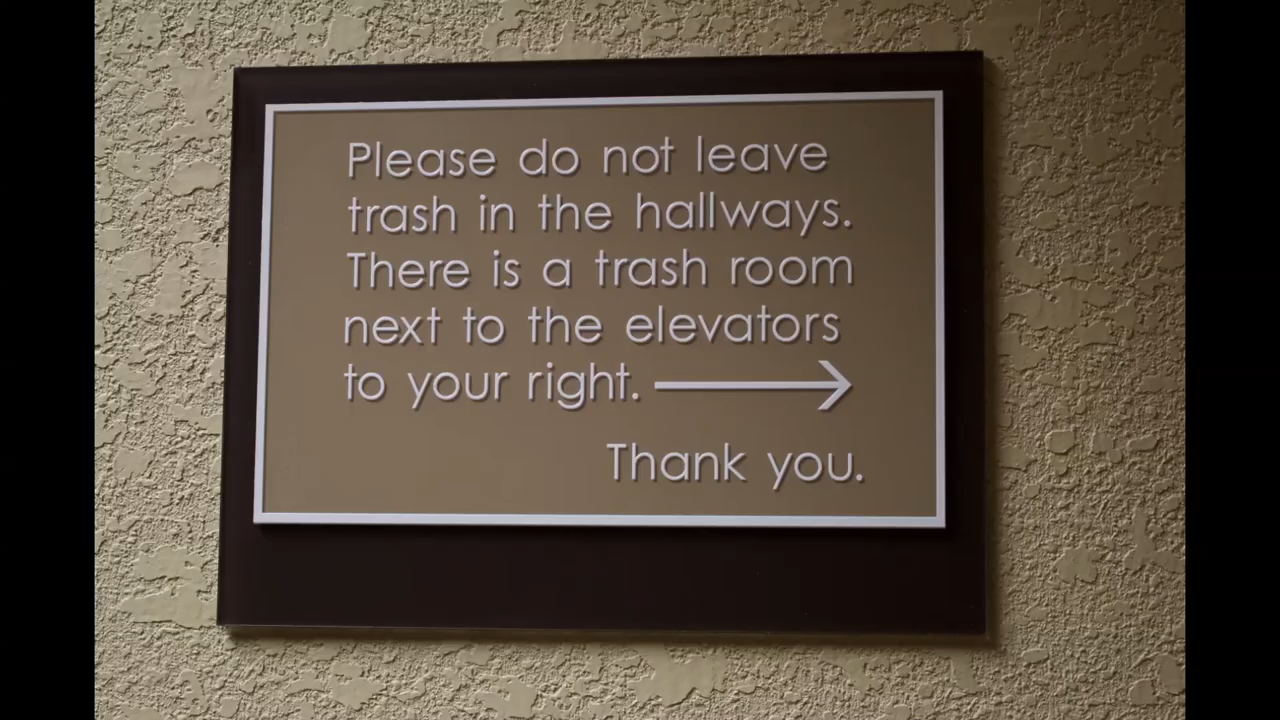 Please do not leave
trash in the hallways.
There is a trash room
next to the elevators
to your right. →
Thank you.